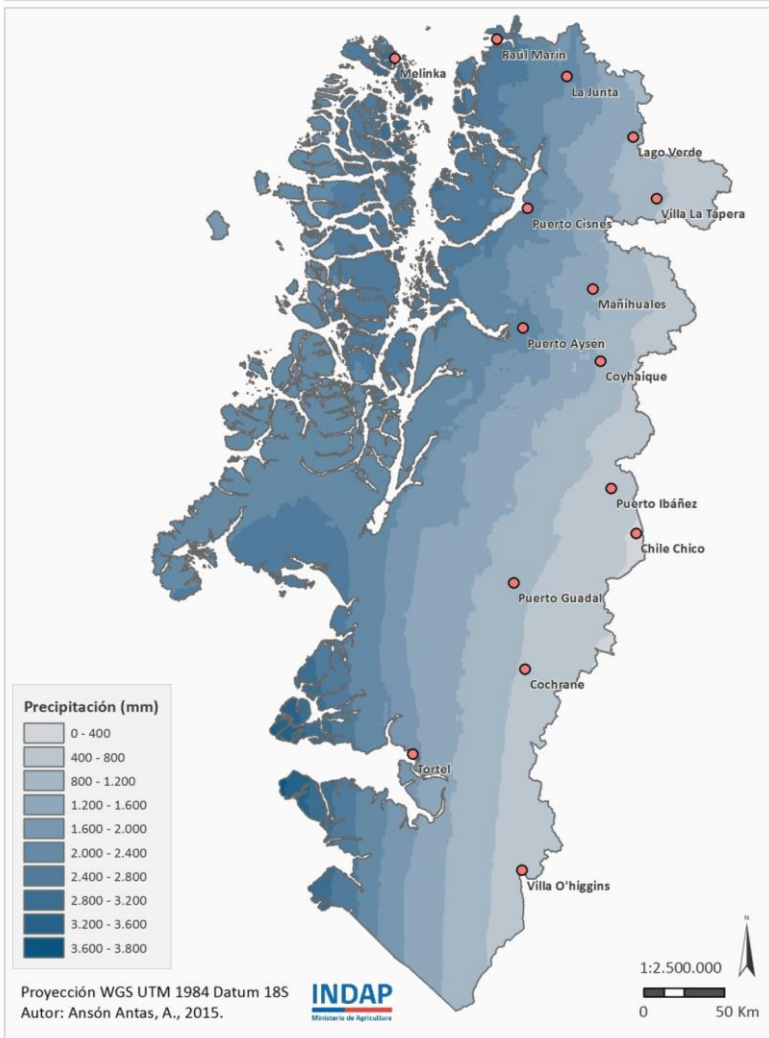 Raúl Marín
Melinka
La Junta
Lago Verde
Villa La Tapera
Puerto Cisnes
Mañihuales
Puerto Aysén
Coyhaique
Puerto Ibáñez
Chile Chico
Puerto Guadal
Cochrane
Tortel
Villa O'higgins
Precipitación (mm)
0 - 400
400 - 800
800 - 1.200
1.200 - 1.600
1.600 - 2.000
2.000 - 2.400
2.400 - 2.800
2.800 - 3.200
3.200 - 3.600
3.600 - 3.800
Proyección WGS UTM 1984 Datum 18S
Autor: Ansón Antas, A., 2015.
INDAP
Ministerio de Agricultura
N
1:2.500.000
0 50 Km